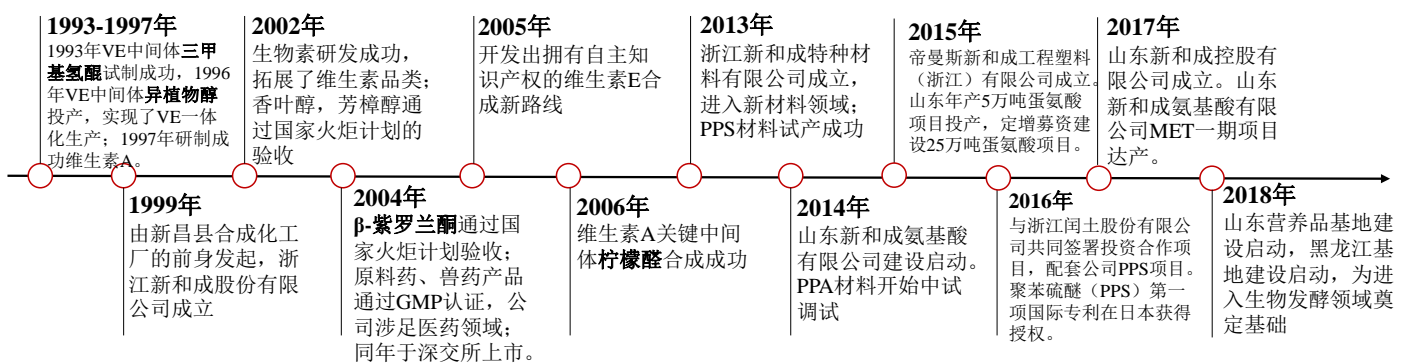 1993-1997年
1993年VE中间体三甲
基氢醌试制成功，1996
年VE中间体异植物醇
投产，实现了VE一体
化生产；1997年研制成
功维生素A。
1999年
由新昌县合成化工
厂的前身发起，浙
江新和成股份有限
公司成立
2002年
生物素研发成功，
拓展了维生素品类；
香叶醇，芳樟醇通
过国家火炬计划的
验收
2004年
β-紫罗兰酮通过国
家火炬计划验收；
原料药、兽药产品
通过GMP认证，公
司涉足医药领域；
同年于深交所上市。
2005年
开发出拥有自主知
识产权的维生素E合
成新路线
2006年
维生素A关键中间
体柠檬醛合成成功
2013年
浙江新和成特种材
料有限公司成立，
进入新材料领域；
PPS材料试产成功
2014年
山东新和成氨基酸
有限公司建设启动。
PPA材料开始中试
调试
2015年
帝曼斯新和成工程塑料
（浙江）有限公司成立。
山东年产5万吨蛋氨酸
项目投产，定增募资建
设25万吨蛋氨酸项目。
2016年
与浙江闰土股份有限公
司共同签署投资合作项
目，配套公司PPS项目。
聚苯硫醚（PPS）第一
项国际专利在日本获得
授权。
2017年
山东新和成控股有
限公司成立。山东
新和成氨基酸有限
公司MET一期项目
达产。
2018年
山东营养品基地建
设启动，黑龙江基
地建设启动，为进
入生物发酵领域奠
定基础